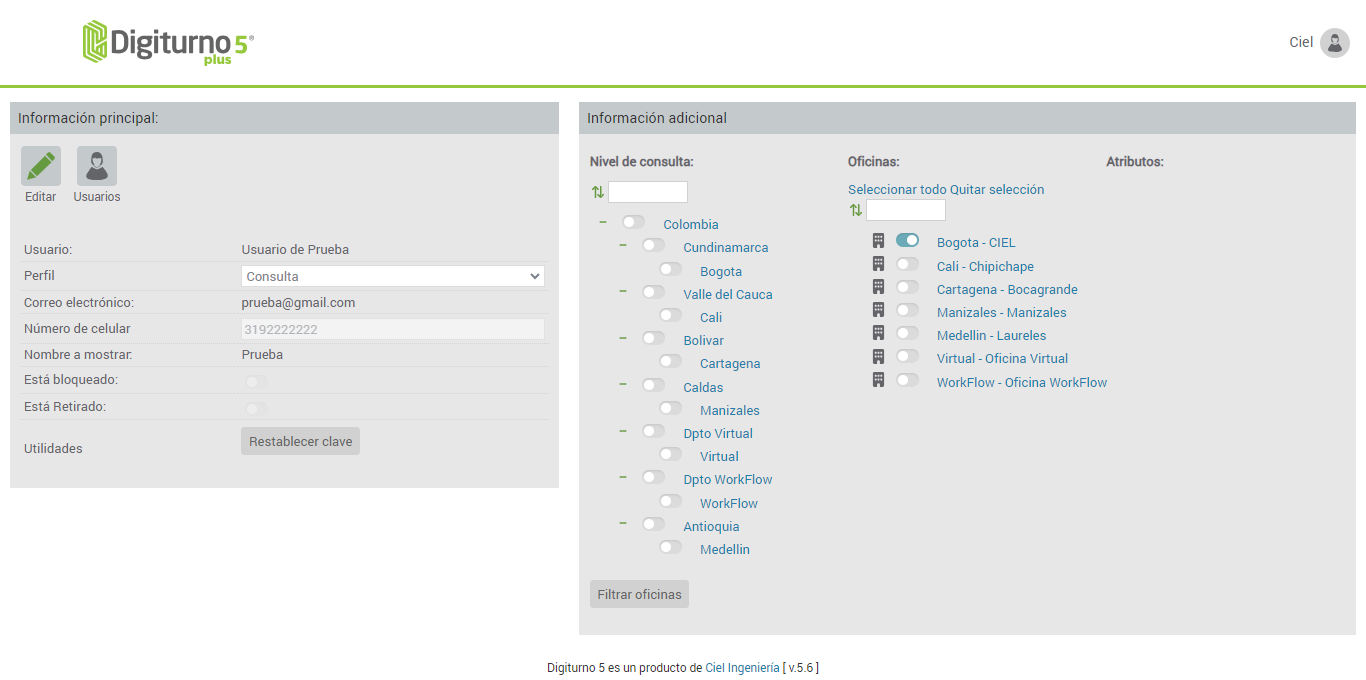 Digiturno 5®
plus
Ciel
Información principal:
Editar
Usuarios
Usuario: Usuario de Prueba
Perfil Consulta
Correo electrónico: prueba@gmail.com
Número de celular 3192222222
Nombre a mostrar: Prueba
Está bloqueado:
Está Retirado:
Utilidades Restablecer clave
Información adicional
Nivel de consulta:
Colombia
Cundinamarca
Bogota
Valle del Cauca
Cali
Bolivar
Cartagena
Caldas
Manizales
Dpto Virtual
Virtual
Dpto WorkFlow
WorkFlow
Antioquia
Medellin
Filtrar oficinas
Oficinas:
Seleccionar todo Quitar selección
Bogota - CIEL
Cali - Chipichape
Cartagena - Bocagrande
Manizales - Manizales
Medellin - Laureles
Virtual - Oficina Virtual
WorkFlow - Oficina WorkFlow
Atributos:
Digiturno 5 es un producto de Ciel Ingeniería [ v.5.6 ]